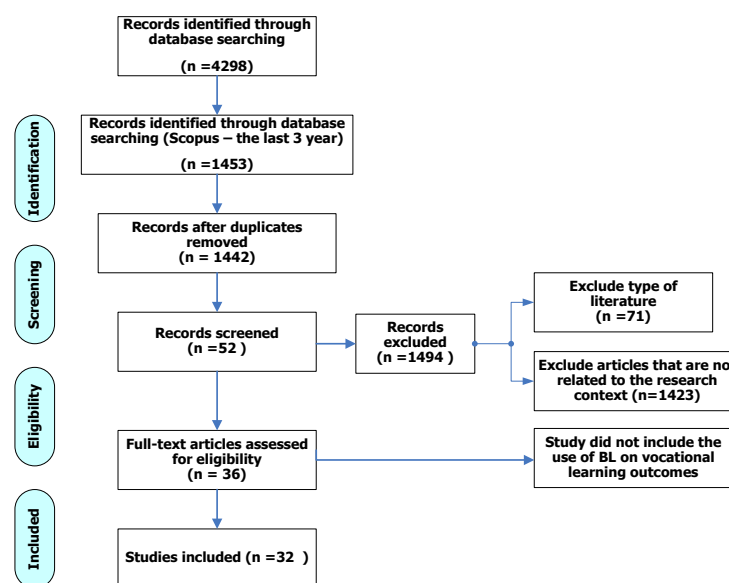 Records identified through
database searching
(n =4298)
Identification
Records identified through database
searching (Scopus – the last 3 year)
(n =1453)
Records after duplicates
removed
(n = 1442)
Screening
Records screened
(n =52 )
Records
excluded
(n =1494 )
Exclude type of
literature
(n =71)
Exclude articles that are no
related to the research
context (n=1423)
Eligibility
Full-text articles assessed
for eligibility
(n = 36)
Study did not include the
use of BL on vocational
learning outcomes
Included
Studies included (n =32 )